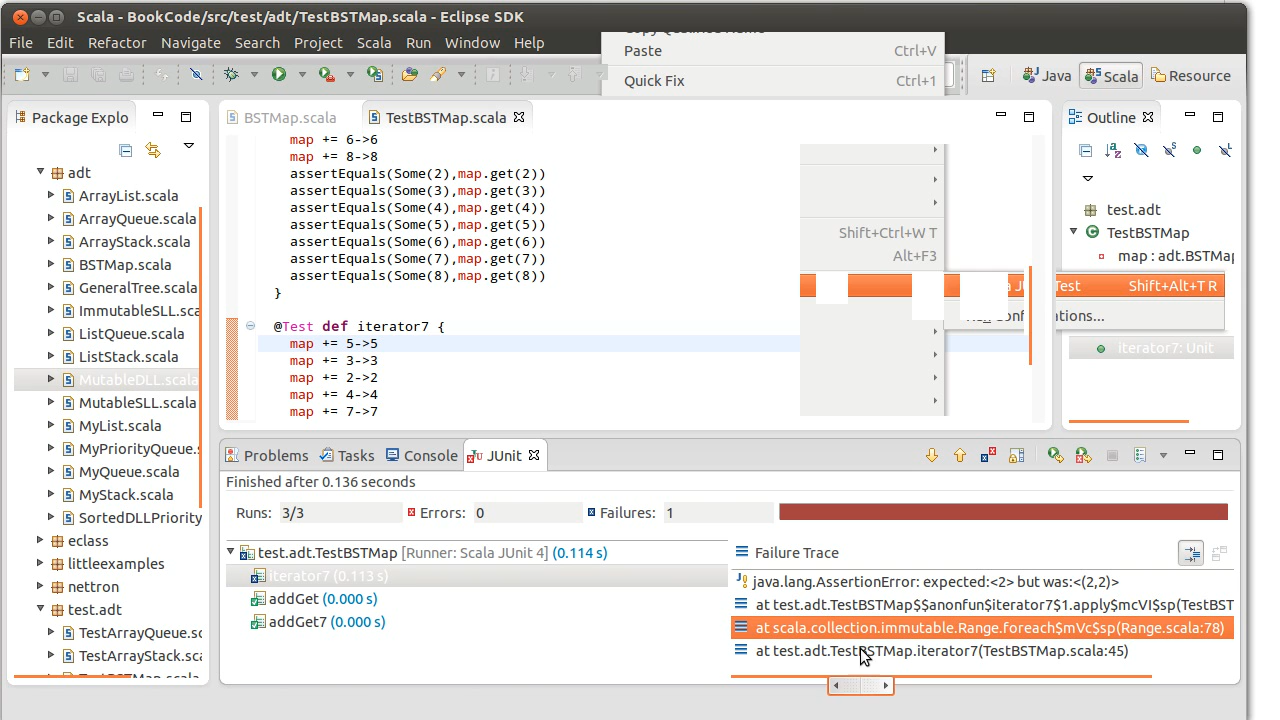 Scala - BookCode/src/test/adt/TestBSTMap.scala - Eclipse SDK
File Edit Refactor Navigate Search Project Scala Run Window Help
Paste Ctrl+V
Quick Fix Ctrl+1
Java Scala Resource
Package Explo
adt
ArrayList.scala
ArrayQueue.scala
ArrayStack.scala
BSTMap.scala
GeneralTree.scala
ImmutableSLL.sca
ListQueue.scala
ListStack.scala
MutableDLL.scala
MutableSLL.scala
MyList.scala
MyPriorityQueue.s
MyQueue.scala
MyStack.scala
SortedDLLPriority
eclass
littleexamples
nettron
test.adt
TestArrayQueue.sc
TestArrayStack.sca
BSTMap.scala TestBSTMap.scala
map += 6->6
map += 8->8
assertEquals(Some(2),map.get(2))
assertEquals(Some(3),map.get(3))
assertEquals(Some(4),map.get(4))
assertEquals(Some(5),map.get(5))
assertEquals(Some(6),map.get(6))
assertEquals(Some(7),map.get(7))
assertEquals(Some(8),map.get(8))
}
@Test def iterator7 {
map += 5->5
map += 3->3
map += 2->2
map += 4->4
map += 7->7
Shift+Ctrl+W T
Alt+F3
Test Shift+Alt+T R
Outline
test.adt
TestBSTMap
map : adt.BSTMa
iterator7: Unit
Problems Tasks Console JUnit
Finished after 0.136 seconds
Runs: 3/3 Errors: 0 Failures: 1
test.adt.TestBSTMap [Runner: Scala JUnit 4] (0.114 s)
iterator7 (0.113 s)
addGet (0.000 s)
addGet7 (0.000 s)
Failure Trace
java.lang.AssertionError: expected:<2> but was:<(2,2)>
at test.adt.TestBSTMap$$anonfun$iterator7$1.apply$mcVI$sp(TestBST
at scala.collection.immutable.Range.foreach$mVc$sp(Range.scala:78)
at test.adt.TestBSTMap.iterator7(TestBSTMap.scala:45)